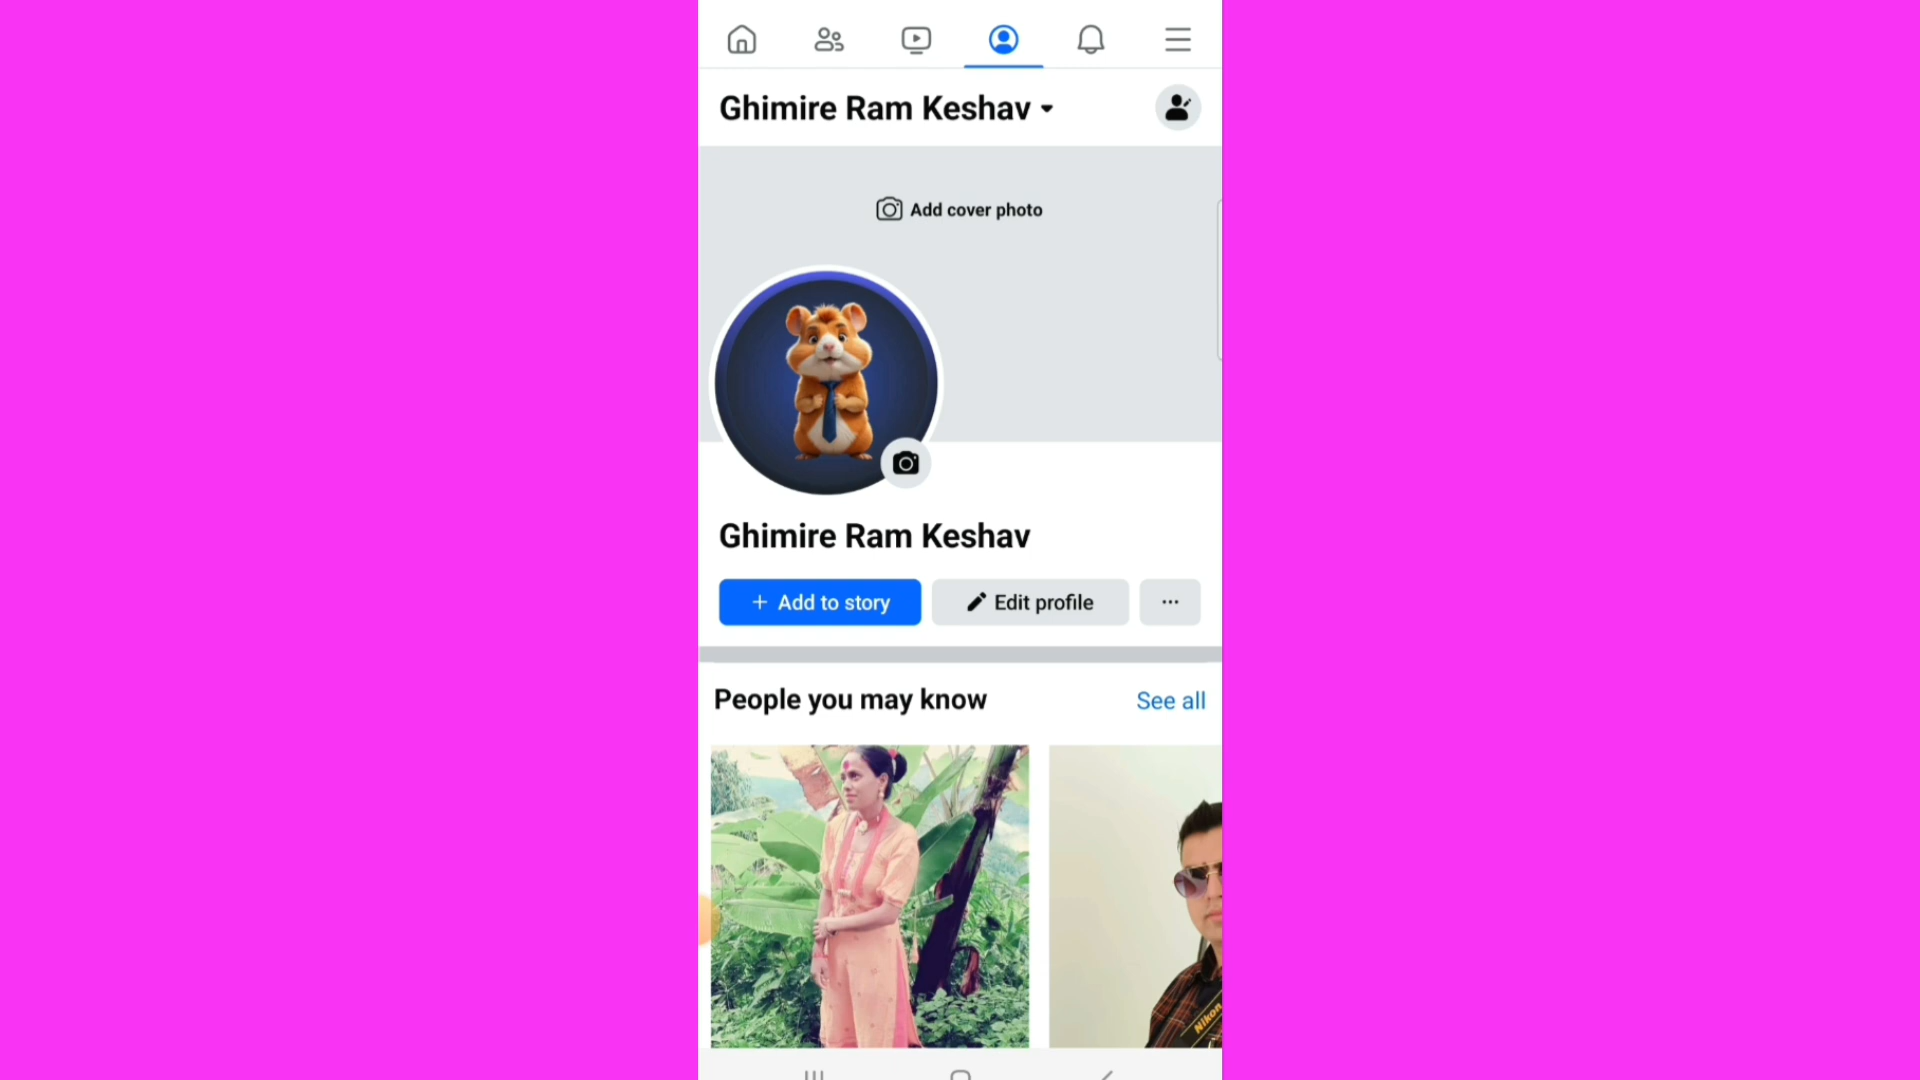 Ghimire Ram Keshav
Add cover photo
Ghimire Ram Keshav
+ Add to story
Edit profile
...
People you may know
See all
Nikon